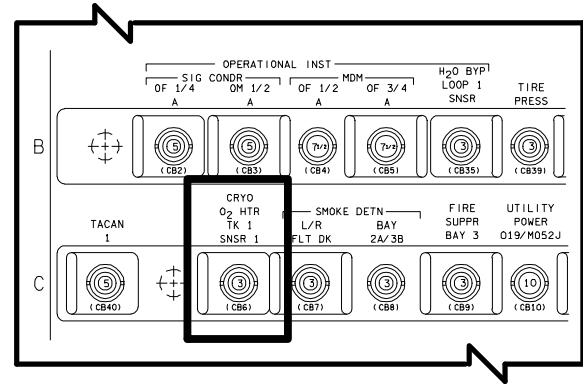 OPERATIONAL INST
SIG CONDR MDM H₂O BYP
OF 1/4 OM 1/2 OF 1/2 OF 3/4 LOOP 1 TIRE
A A A A SNSR PRESS
B 5 5 7 1/2 7 1/2 3 3
(CB2) (CB3) (CB4) (CB5) (CB35) (CB39)
CRYO
O₂ HTR SMOKE DETN FIRE UTILITY
TACAN TK 1 L/R BAY SUPPR POWER
1 SNSR 1 FLT DK 2A/3B BAY 3 O19/MO52J
C 5 3 3 3 3 10
(CB40) (CB6) (CB7) (CB8) (CB9) (CB10)